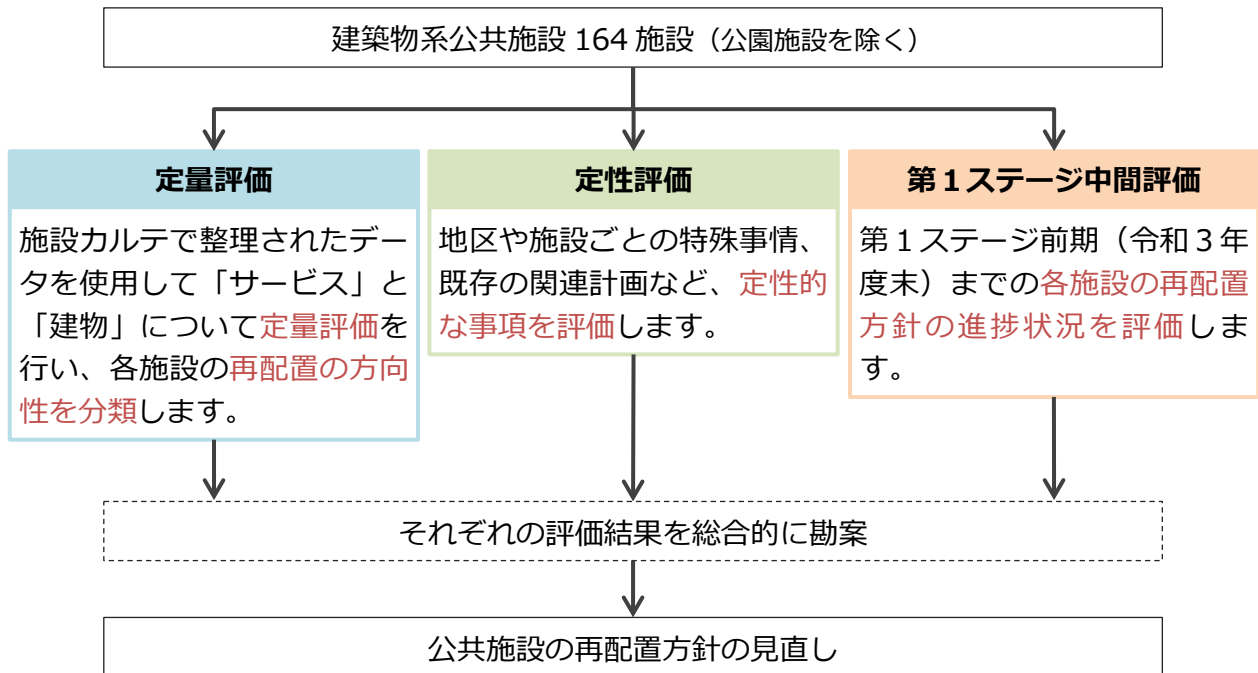 建築物系公共施設 164 施設（公園施設を除く）
定量評価
施設カルテで整理されたデー
タを使用して「サービス」と
「建物」について定量評価を
行い、各施設の再配置の方向
性を分類します。
定性評価
地区や施設ごとの特殊事情、
既存の関連計画など、定性的
な事項を評価します。
第１ステージ中間評価
第１ステージ前期（令和３年
度末）までの各施設の再配置
方針の進捗状況を評価しま
す。
それぞれの評価結果を総合的に勘案
公共施設の再配置方針の見直し